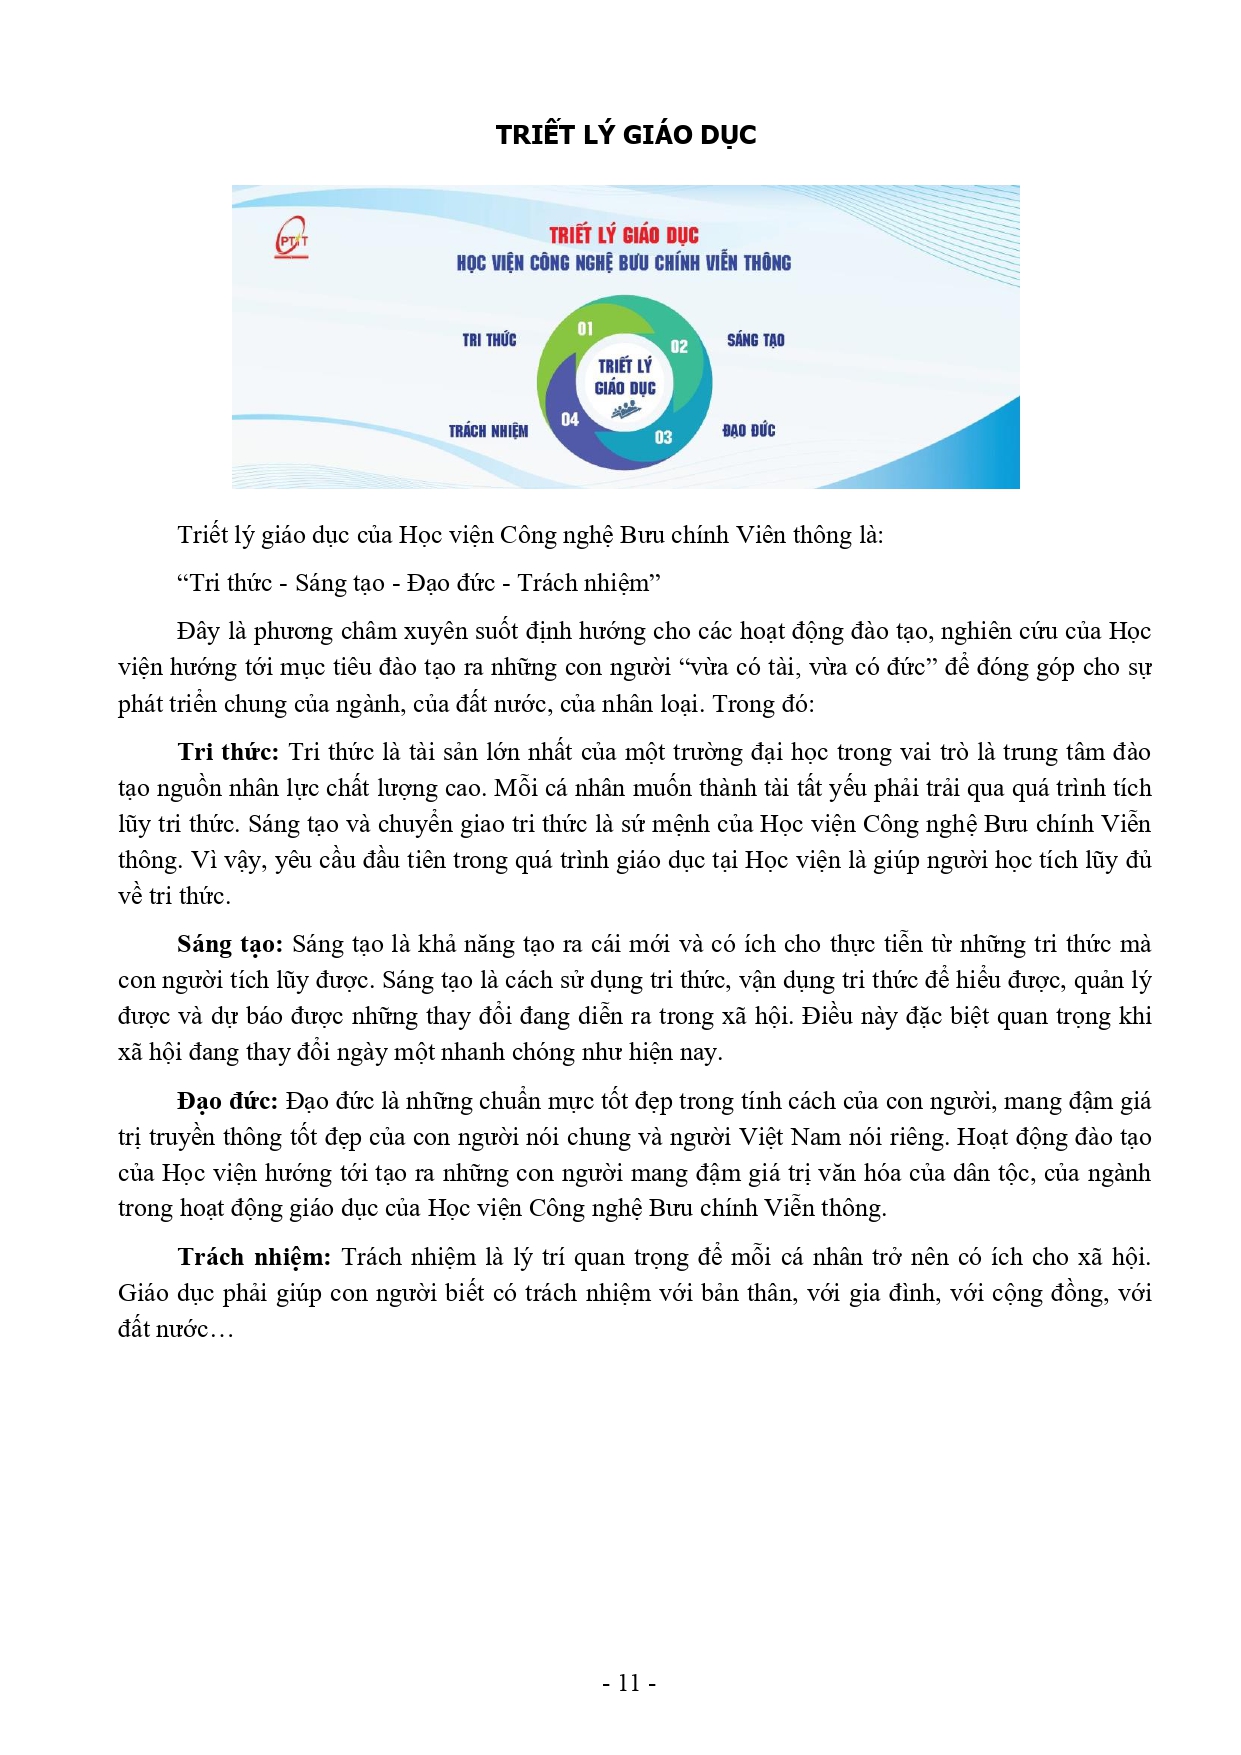 TRIẾT LÝ GIÁO DỤC
PTIT
TRIẾT LÝ GIÁO DỤC
HỌC VIỆN CÔNG NGHỆ BƯU CHÍNH VIỄN THÔNG
01
TRI THỨC
02
SÁNG TẠO
TRIẾT LÝ
GIÁO DỤC
04
TRÁCH NHIỆM
03
ĐẠO ĐỨC
Triết lý giáo dục của Học viện Công nghệ Bưu chính Viên thông là:
“Tri thức - Sáng tạo - Đạo đức - Trách nhiệm”
Đây là phương châm xuyên suốt định hướng cho các hoạt động đào tạo, nghiên cứu của Học
viện hướng tới mục tiêu đào tạo ra những con người “vừa có tài, vừa có đức” để đóng góp cho sự
phát triển chung của ngành, của đất nước, của nhân loại. Trong đó:
Tri thức: Tri thức là tài sản lớn nhất của một trường đại học trong vai trò là trung tâm đào
tạo nguồn nhân lực chất lượng cao. Mỗi cá nhân muốn thành tài tất yếu phải trải qua quá trình tích
lũy tri thức. Sáng tạo và chuyển giao tri thức là sứ mệnh của Học viện Công nghệ Bưu chính Viễn
thông. Vì vậy, yêu cầu đầu tiên trong quá trình giáo dục tại Học viện là giúp người học tích lũy đủ
về tri thức.
Sáng tạo: Sáng tạo là khả năng tạo ra cái mới và có ích cho thực tiễn từ những tri thức mà
con người tích lũy được. Sáng tạo là cách sử dụng tri thức, vận dụng tri thức để hiểu được, quản lý
được và dự báo được những thay đổi đang diễn ra trong xã hội. Điều này đặc biệt quan trọng khi
xã hội đang thay đổi ngày một nhanh chóng như hiện nay.
Đạo đức: Đạo đức là những chuẩn mực tốt đẹp trong tính cách của con người, mang đậm giá
trị truyền thông tốt đẹp của con người nói chung và người Việt Nam nói riêng. Hoạt động đào tạo
của Học viện hướng tới tạo ra những con người mang đậm giá trị văn hóa của dân tộc, của ngành
trong hoạt động giáo dục của Học viện Công nghệ Bưu chính Viễn thông.
Trách nhiệm: Trách nhiệm là lý trí quan trọng để mỗi cá nhân trở nên có ích cho xã hội.
Giáo dục phải giúp con người biết có trách nhiệm với bản thân, với gia đình, với cộng đồng, với
đất nước…
- 11 -